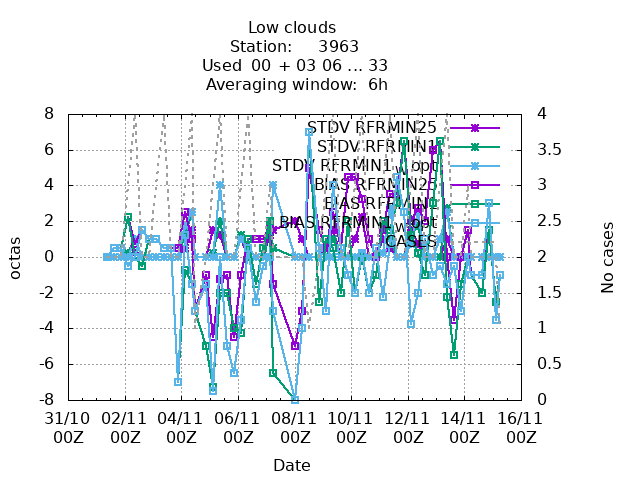 Low clouds
Station: 3963
Used 00 + 03 06 ... 33
Averaging window: 6h
8
6
4
2
0
-2
-4
-6
-8
4
3.5
3
2.5
2
1.5
1
0.5
0
octas
No cases
STDV RFRMIN25
STDV RFRMIN1
STDV RFRMIN1_w_opt
BIAS RFRMIN25
BIAS RFRMIN1
BIAS RFRMIN1_w_opt
CASES
31/10 02/11 04/11 06/11 08/11 10/11 12/11 14/11 16/11
00Z 00Z 00Z 00Z 00Z 00Z 00Z 00Z 00Z
Date